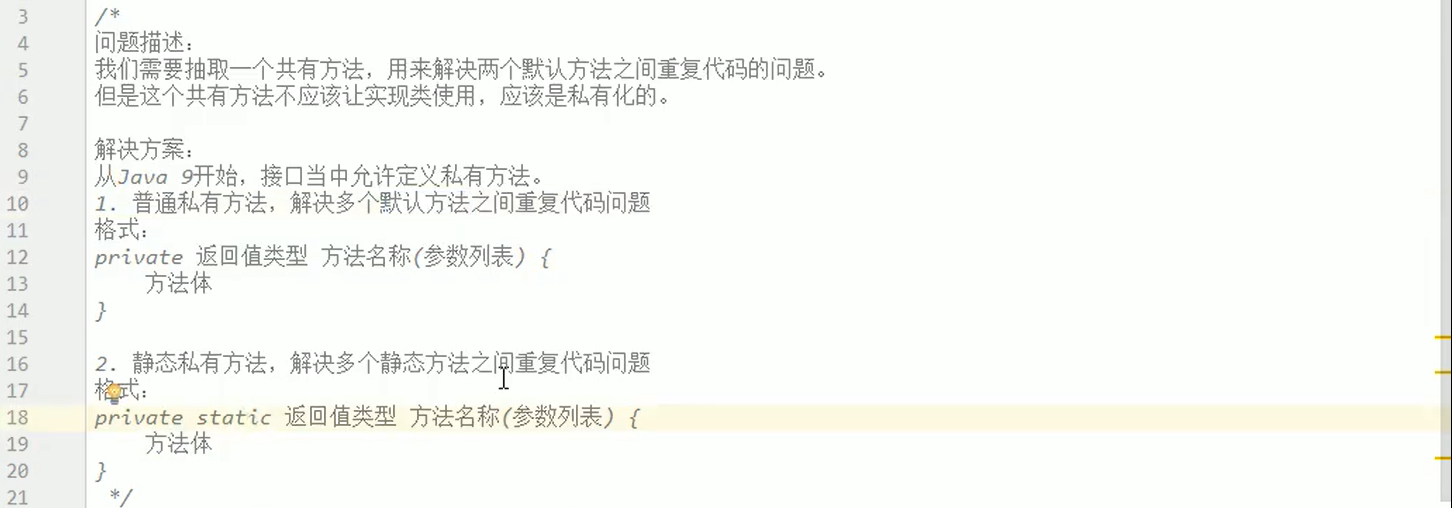 3 /*
4 问题描述：
5 我们需要抽取一个共有方法，用来解决两个默认方法之间重复代码的问题。
6 但是这个共有方法不应该让实现类使用，应该是私有化的。
7
8 解决方案：
9 从Java 9开始，接口当中允许定义私有方法。
10 1. 普通私有方法，解决多个默认方法之间重复代码问题
11 格式：
12 private 返回值类型 方法名称(参数列表) {
13     方法体
14 }
15
16 2. 静态私有方法，解决多个静态方法之间重复代码问题
17 格式：
18 private static 返回值类型 方法名称(参数列表) {
19     方法体
20 }
21 */